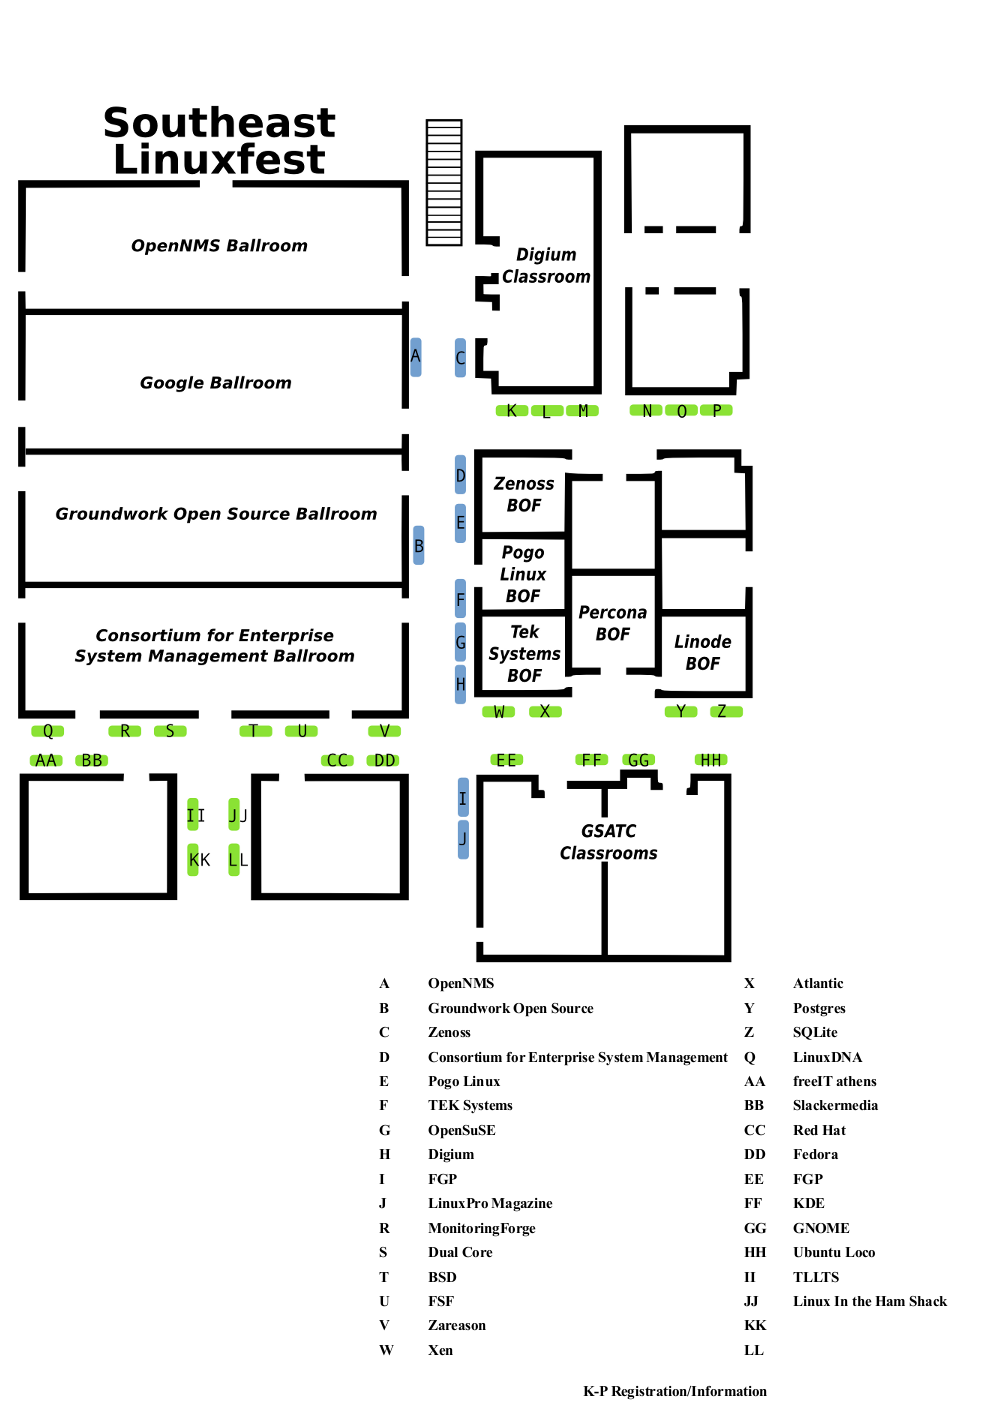 Southeast
Linuxfest
OpenNMS Ballroom
Digium
Classroom
A
C
Google Ballroom
K L M N O P
D
Zenoss
BOF
E
Groundwork Open Source Ballroom
B
Pogo
Linux
BOF
F
Percona
BOF
Consortium for Enterprise
System Management Ballroom
G
Tek
Systems
BOF
Linode
BOF
H
W X Y Z
Q R S T U V
AA BB CC DD EE FF GG HH
I
II JJ
J
GSATC
Classrooms
KK LL
A OpenNMS
B Groundwork Open Source
C Zenoss
D Consortium for Enterprise System Management
E Pogo Linux
F TEK Systems
G OpenSuSE
H Digium
I FGP
J LinuxPro Magazine
R MonitoringForge
S Dual Core
T BSD
U FSF
V Zareason
W Xen
X Atlantic
Y Postgres
Z SQLite
Q LinuxDNA
AA freeIT athens
BB Slackermedia
CC Red Hat
DD Fedora
EE FGP
FF KDE
GG GNOME
HH Ubuntu Loco
II TLLTS
JJ Linux In the Ham Shack
KK
LL
K-P Registration/Information